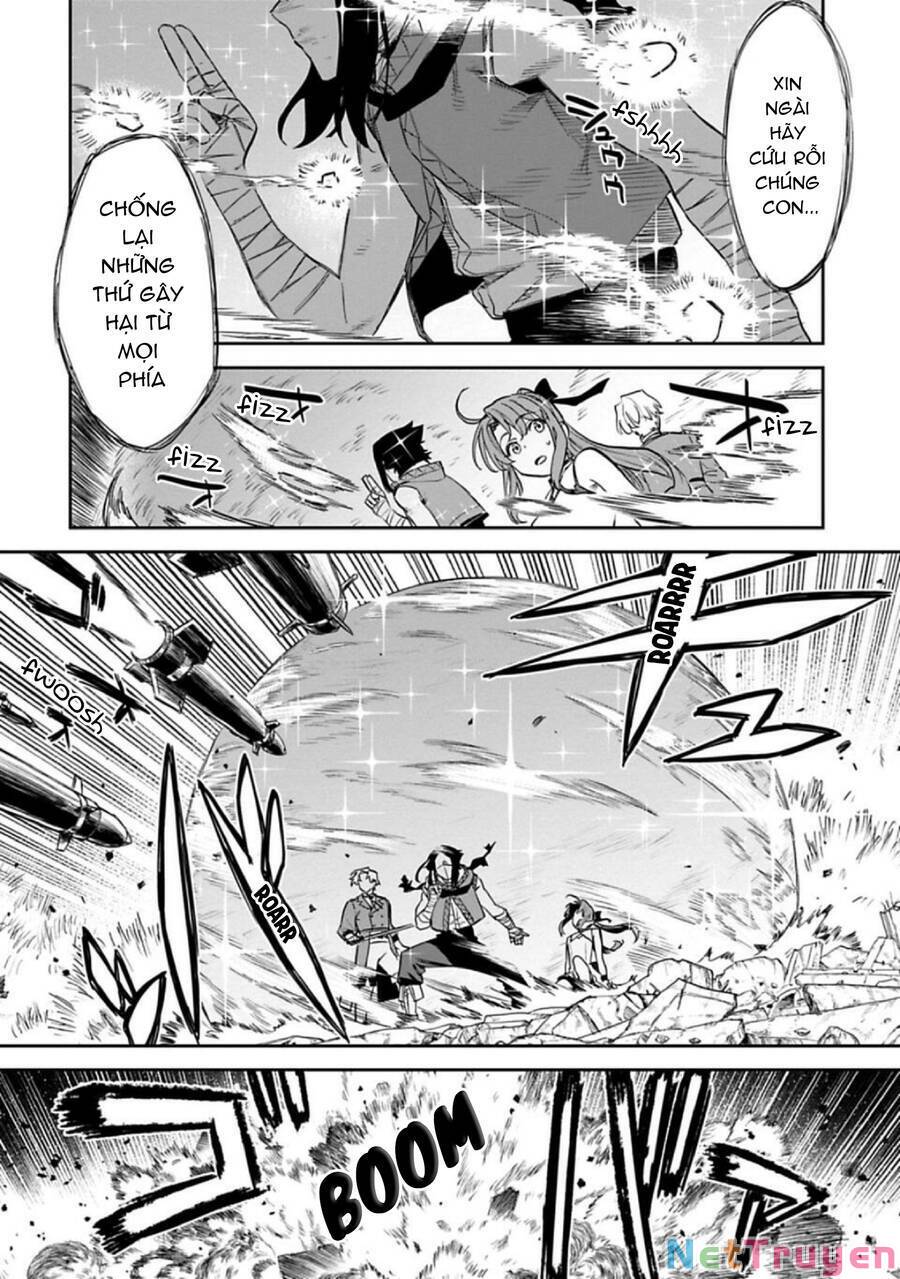 XIN
NGÀI
HÃY
CỨU RỖI
CHÚNG
CON...
fshhhh
CHỐNG
LẠI
NHỮNG
THỨ GÂY
HẠI TỪ
MỌI
PHÍA
fizz
fizz
fizz
ROARRRR
fwoosh
ROARR
BOOM
NetTruyen